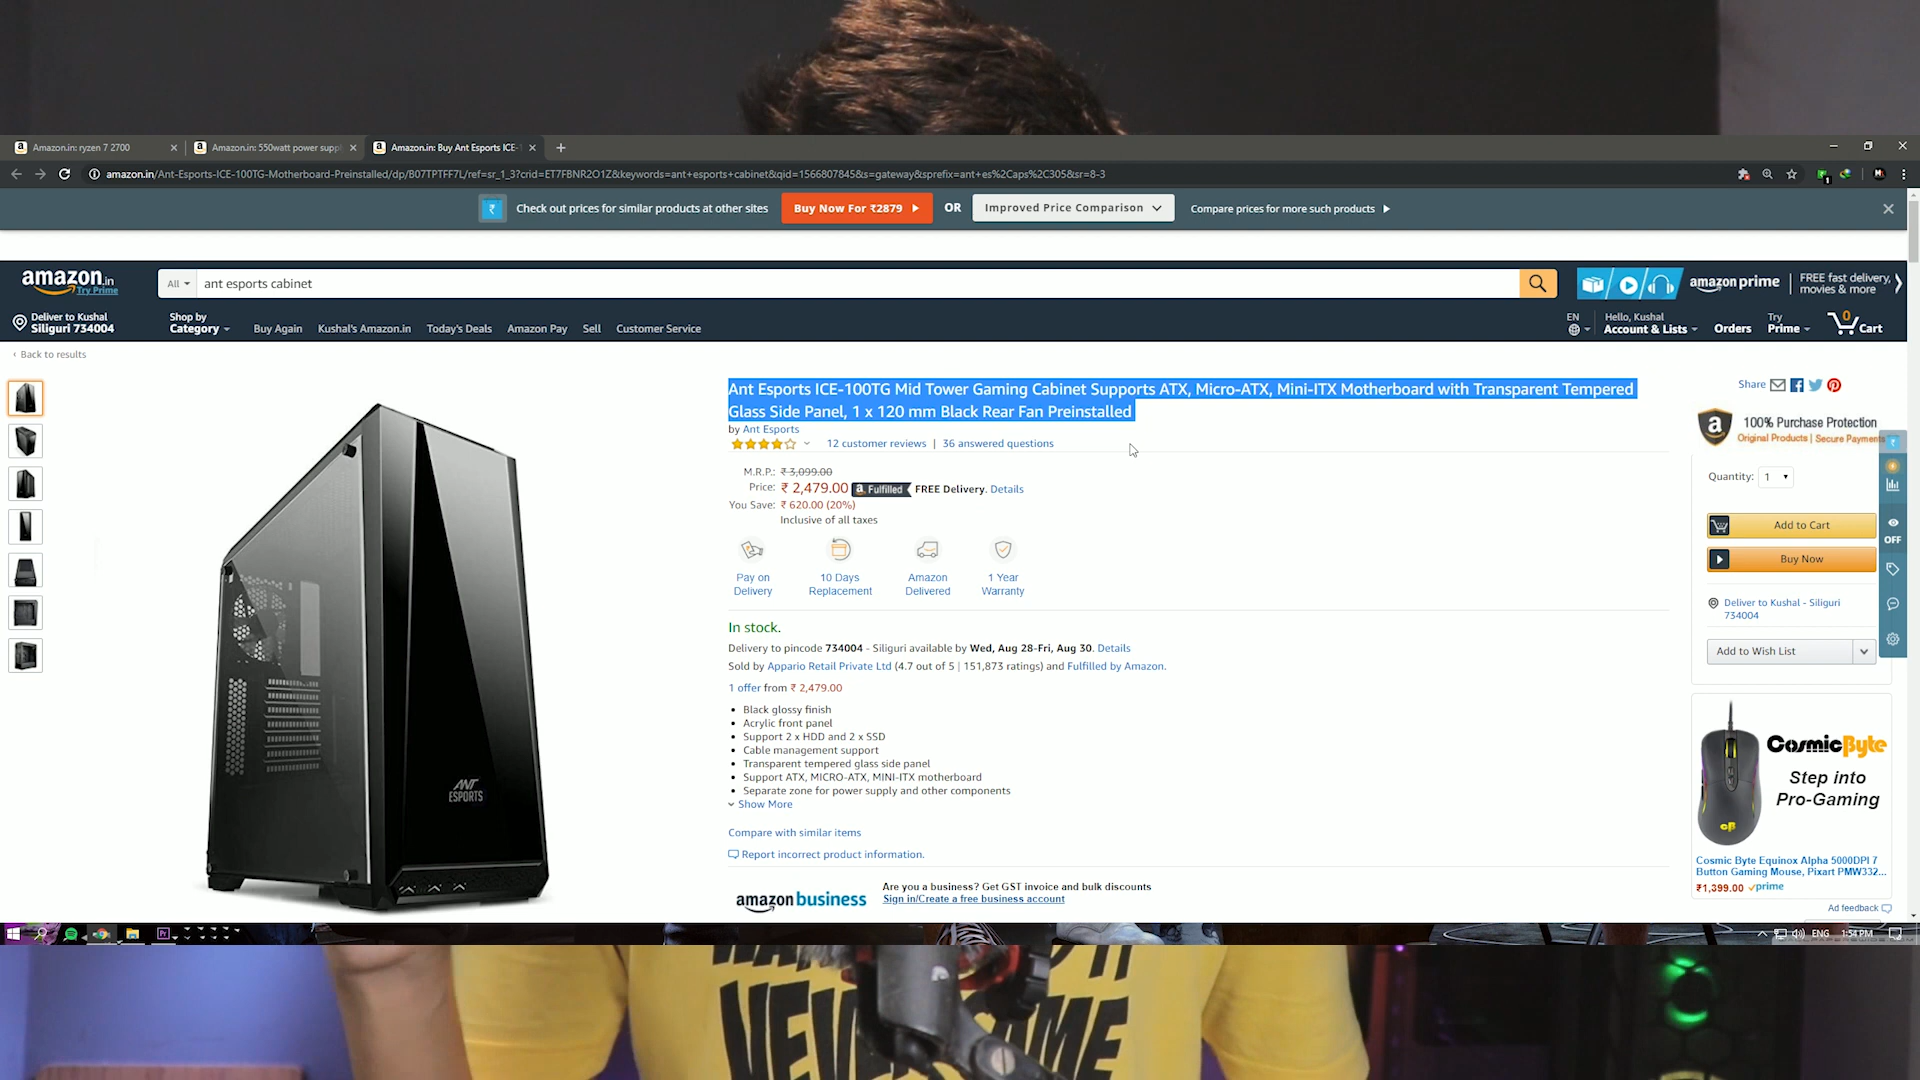 Amazon.in: ryzen 7 2700
Amazon.in: 550watt power supp
Amazon.in: Buy Ant Esports ICE-
amazon.in/Ant-Esports-ICE-100TG-Motherboard-Preinstalled/dp/B07TPTFF7L/ref=sr_1_3?crid=ET7FBNR2O1Z&keywords=ant+esports+cabinet&qid=1566807845&s=gateway&sprefix=ant+es%2Caps%2C305&sr=8-3
Check out prices for similar products at other sites
Buy Now For ₹2879
OR
Improved Price Comparison
Compare prices for more such products
amazon.in
Try Prime
All
ant esports cabinet
amazon prime
FREE fast delivery,
movies & more
Deliver to Kushal
Siliguri 734004
Shop by
Category
Buy Again
Kushal's Amazon.in
Today's Deals
Amazon Pay
Sell
Customer Service
EN
Hello, Kushal
Account & Lists
Orders
Try
Prime
0
Cart
‹ Back to results
Ant Esports ICE-100TG Mid Tower Gaming Cabinet Supports ATX, Micro-ATX, Mini-ITX Motherboard with Transparent Tempered
Glass Side Panel, 1 x 120 mm Black Rear Fan Preinstalled
by Ant Esports
12 customer reviews | 36 answered questions
M.R.P.: ₹ 3,099.00
Price: ₹ 2,479.00 a Fulfilled FREE Delivery. Details
You Save: ₹ 620.00 (20%)
Inclusive of all taxes
Pay on
Delivery
10 Days
Replacement
Amazon
Delivered
1 Year
Warranty
In stock.
Delivery to pincode 734004 - Siliguri available by Wed, Aug 28-Fri, Aug 30. Details
Sold by Appario Retail Private Ltd (4.7 out of 5 | 151,873 ratings) and Fulfilled by Amazon.
1 offer from ₹ 2,479.00
Black glossy finish
Acrylic front panel
Support 2 x HDD and 2 x SSD
Cable management support
Transparent tempered glass side panel
Support ATX, MICRO-ATX, MINI-ITX motherboard
Separate zone for power supply and other components
Show More
Compare with similar items
Report incorrect product information.
amazon business
Are you a business? Get GST invoice and bulk discounts
Sign in/Create a free business account
ANT
ESPORTS
Share
100% Purchase Protection
Original Products | Secure Payments
Quantity: 1
Add to Cart
Buy Now
OFF
Deliver to Kushal - Siliguri
734004
Add to Wish List
CosmicByte
Step into
Pro-Gaming
Cosmic Byte Equinox Alpha 5000DPI 7
Button Gaming Mouse, Pixart PMW332...
₹1,399.00 prime
Ad feedback
ENG
1:54 PM
NEVER